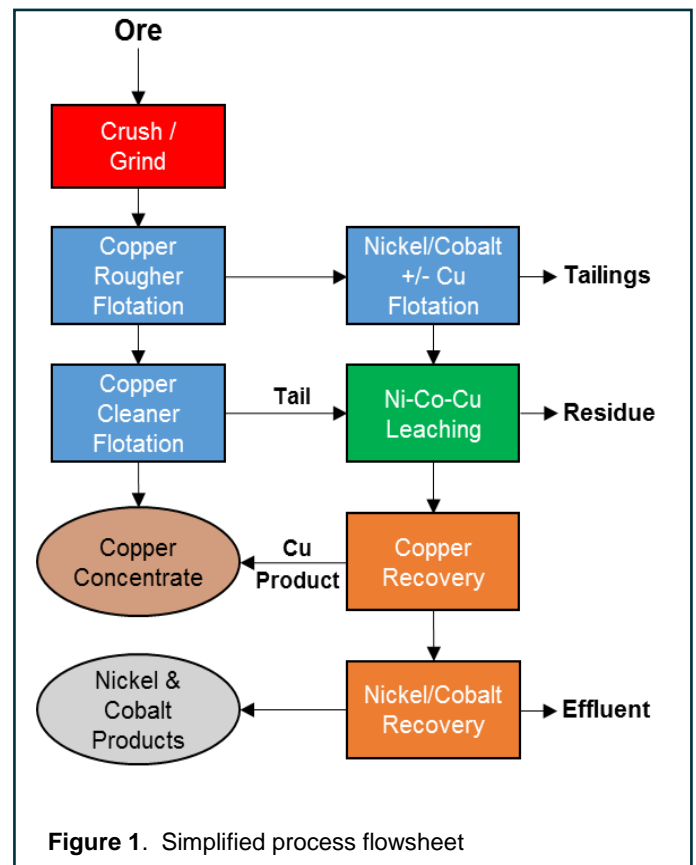 Ore
Crush /
Grind
Copper
Rougher
Flotation
Nickel/Cobalt
+/- Cu
Flotation
Tailings
Copper
Cleaner
Flotation
Tail
Ni-Co-Cu
Leaching
Residue
Copper
Concentrate
Cu
Product
Copper
Recovery
Nickel &
Cobalt
Products
Nickel/Cobalt
Recovery
Effluent
Figure 1. Simplified process flowsheet